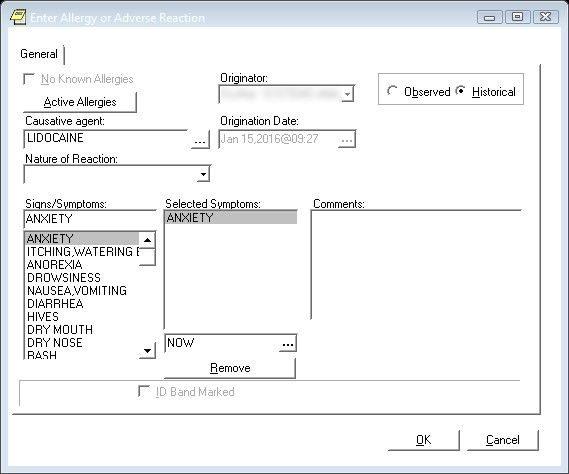 Enter Allergy or Adverse Reaction
General
No Known Allergies
Originator:
Observed
Historical
Active Allergies
Causative agent:
Origination Date:
LIDOCAINE
...
Jan 15,2016@09:27
...
Nature of Reaction:
Signs/Symptoms:
Selected Symptoms:
Comments:
ANXIETY
ANXIETY
ANXIETY
ITCHING,WATERING
ANOREXIA
DROWSINESS
NAUSEA,VOMITING
DIARRHEA
HIVES
DRY MOUTH
DRY NOSE
RASH
NOW
...
Remove
ID Band Marked
OK
Cancel